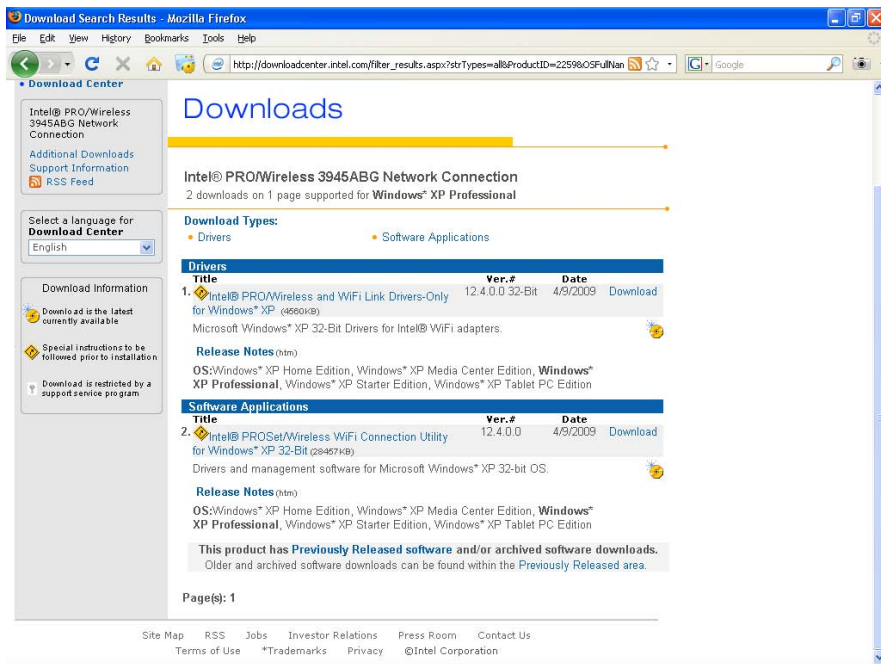 Download Search Results - Mozilla Firefox
File Edit View History Bookmarks Tools Help
http://downloadcenter.intel.com/filter_results.aspx?strTypes=all&ProductID=2259&OSFullNan
Google
• Download Center
Intel® PRO/Wireless
3945ABG Network
Connection
Additional Downloads
Support Information
RSS Feed
Select a language for
Download Center
English
Download Information
Download is the latest
currently available
Special instructions to be
followed prior to installation
Download is restricted by a
support service program
Downloads
Intel® PRO/Wireless 3945ABG Network Connection
2 downloads on 1 page supported for Windows* XP Professional
Download Types:
• Drivers • Software Applications
Drivers
Title Ver.# Date
1. Intel® PRO/Wireless and WiFi Link Drivers-Only 12.4.0.0 32-Bit 4/9/2009 Download
for Windows* XP (4660KB)
Microsoft Windows* XP 32-Bit Drivers for Intel® WiFi adapters.
Release Notes (htm)
OS:Windows* XP Home Edition, Windows* XP Media Center Edition, Windows*
XP Professional, Windows* XP Starter Edition, Windows* XP Tablet PC Edition
Software Applications
Title Ver.# Date
2. Intel® PROSet/Wireless WiFi Connection Utility 12.4.0.0 4/9/2009 Download
for Windows* XP 32-Bit (28457KB)
Drivers and management software for Microsoft Windows* XP 32-bit OS.
Release Notes (htm)
OS:Windows* XP Home Edition, Windows* XP Media Center Edition, Windows*
XP Professional, Windows* XP Starter Edition, Windows* XP Tablet PC Edition
This product has Previously Released software and/or archived software downloads.
Older and archived software downloads can be found within the Previously Released area.
Page(s): 1
Site Map RSS Jobs Investor Relations Press Room Contact Us
Terms of Use *Trademarks Privacy ©Intel Corporation